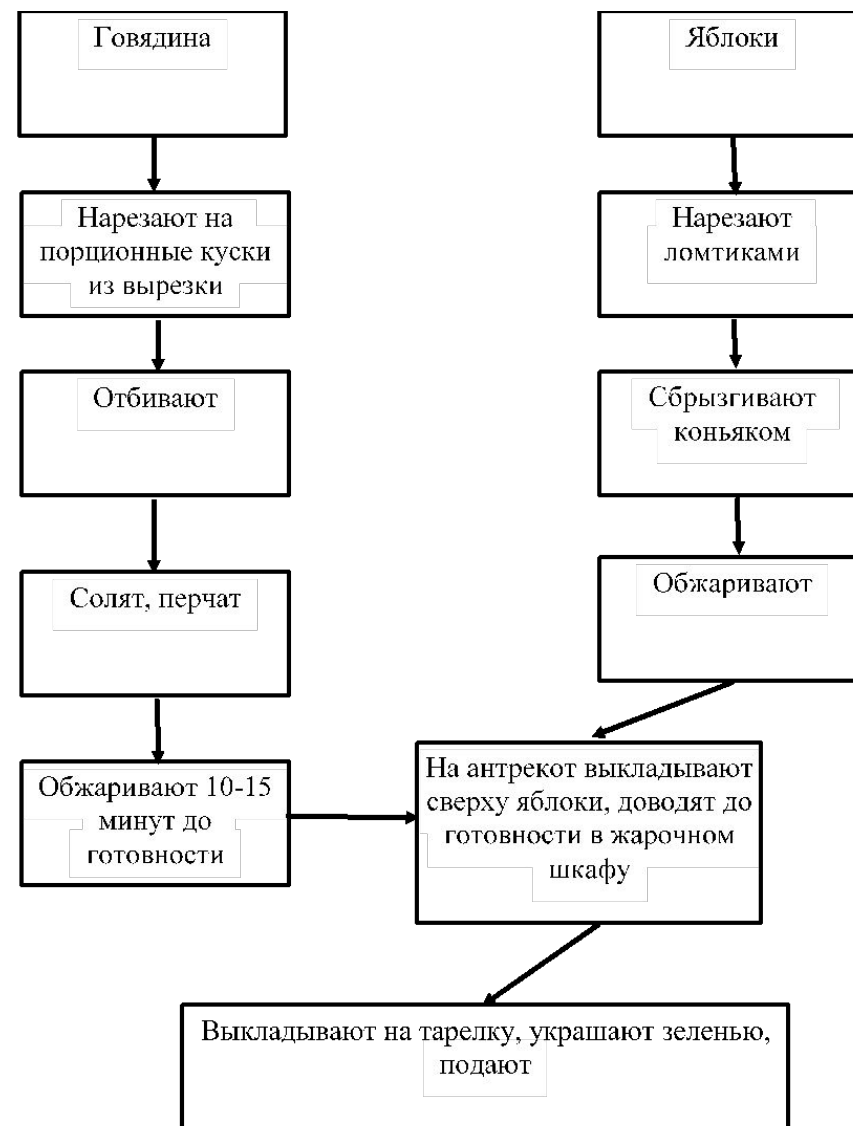 Говядина
Яблоки
Нарезают на
порционные куски
из вырезки
Нарезают
ломтиками
Отбивают
Сбрызгивают
коньяком
Солят, перчат
Обжаривают
Обжаривают 10-15
минут до
готовности
На антрекот выкладывают
сверху яблоки, доводят до
готовности в жарочном
шкафу
Выкладывают на тарелку, украшают зеленью,
подают